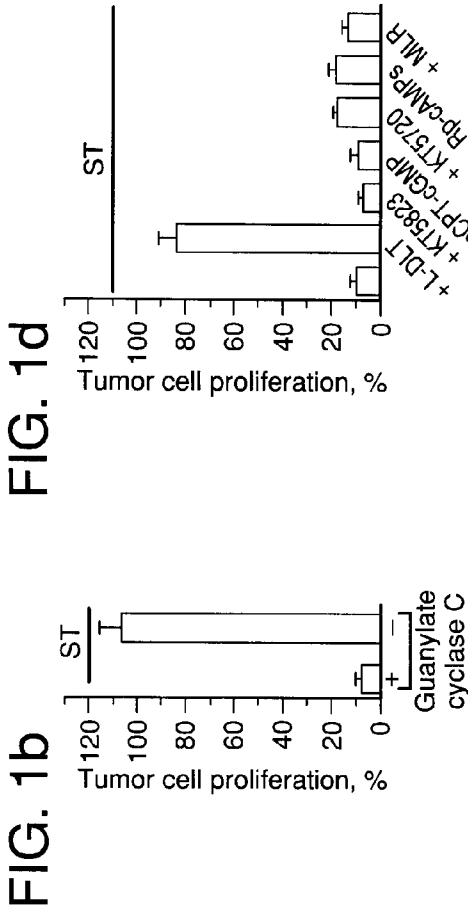 FIG. 1b
Tumor cell proliferation, %
120
100
80
60
40
20
0
ST
+
−
Guanylate
cyclase C
FIG. 1d
Tumor cell proliferation, %
120
100
80
60
40
20
0
ST
+ L-DLT
+ KT5823
PCPT-cGMP
+ KT5720
Rp-cAMPs
+ MLR